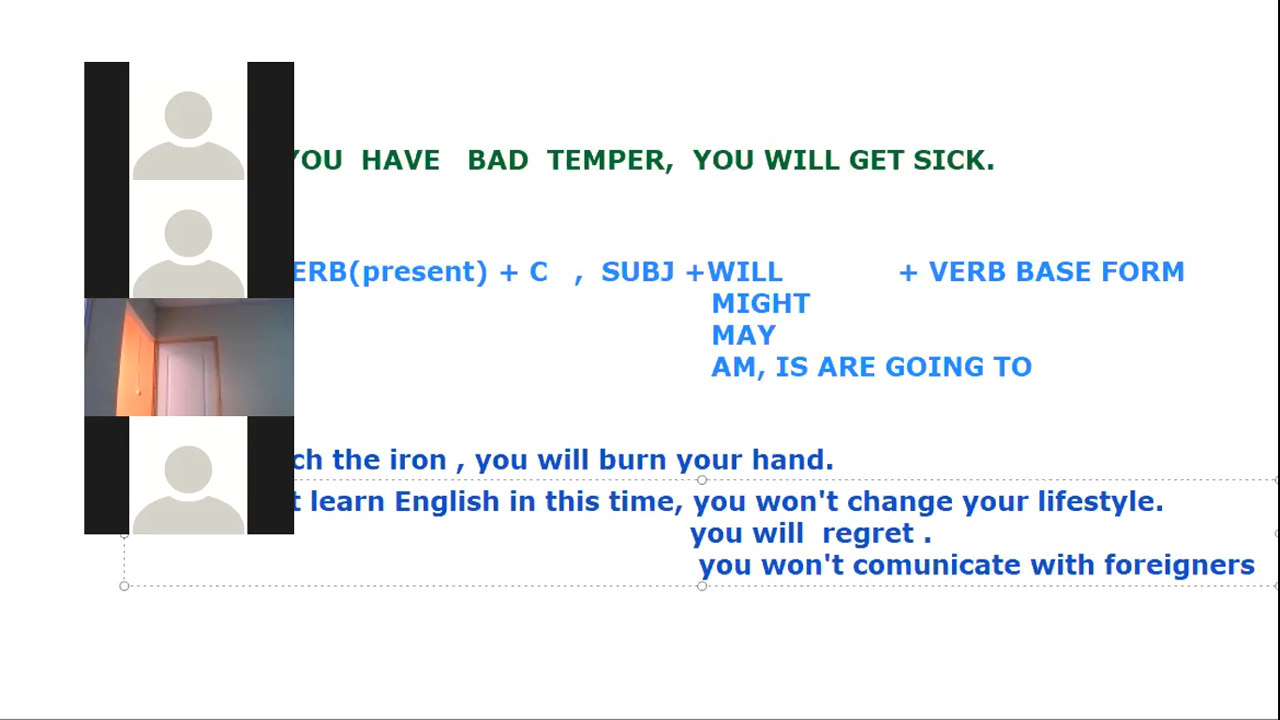 YOU HAVE BAD TEMPER, YOU WILL GET SICK.
ERB(present) + C , SUBJ +WILL + VERB BASE FORM
MIGHT
MAY
AM, IS ARE GOING TO
ch the iron , you will burn your hand.
t learn English in this time, you won't change your lifestyle.
you will regret .
you won't comunicate with foreigners